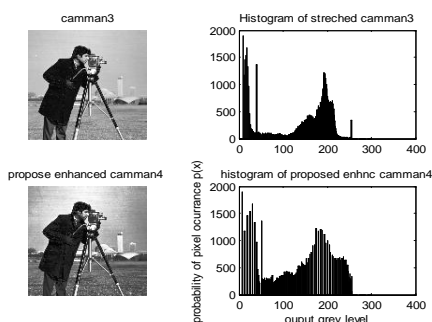 camman3
Histogram of streched camman3
2000
1500
1000
500
0
0 100 200 300 400
propose enhanced camman4
histogram of proposed enhnc camman4
probability of pixel ocurrance p(x)
2000
1500
1000
500
0
0 100 200 300 400
ouput grey level